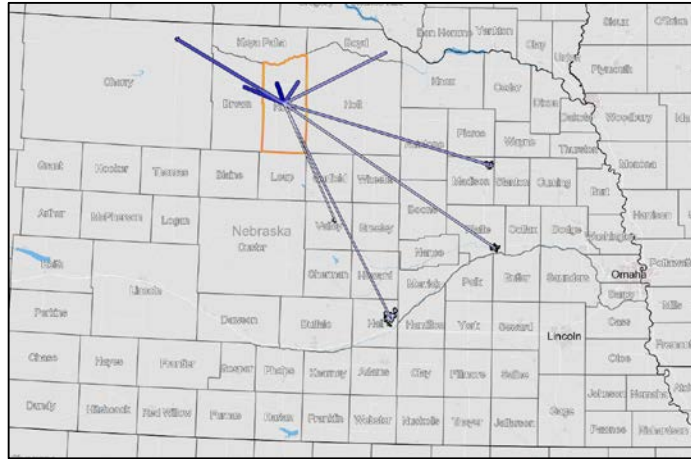 Keya Paha
Boyd
Yankton
Clay
Sioux
O'Brien
Cherry
Knox
Plymouth
Brown
Holt
Cedar
Dixon
Dakota
Woodbury
Pierce
Wayne
Thurston
Monona
Grant
Hooker
Thomas
Blaine
Loup
Garfield
Wheeler
Madison
Stanton
Cuming
Burt
Arthur
McPherson
Logan
Nebraska
Custer
Valley
Greeley
Boone
Platte
Colfax
Dodge
Washington
Harrison
Keith
Lincoln
Sherman
Howard
Nance
Merrick
Polk
Butler
Saunders
Omaha
Sarpy
Perkins
Dawson
Buffalo
Hall
Hamilton
York
Seward
Lincoln
Cass
Mills
Chase
Hayes
Frontier
Gosper
Phelps
Kearney
Adams
Clay
Fillmore
Saline
Otoe
Dundy
Hitchcock
Red Willow
Furnas
Harlan
Franklin
Webster
Nuckolls
Thayer
Jefferson
Gage
Johnson
Nemaha
Pawnee
Richardson